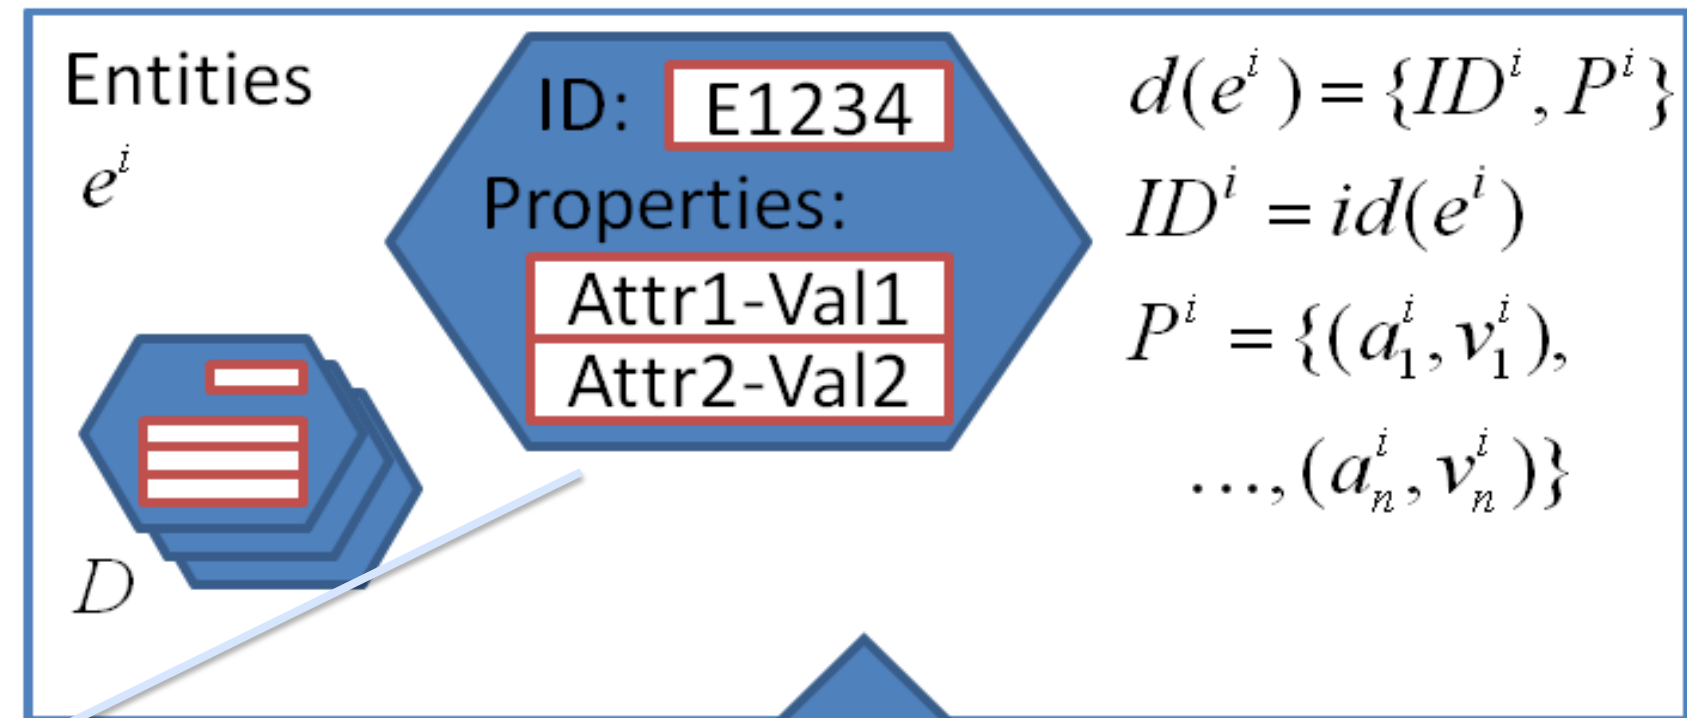 Entities
e^i
ID: E1234
Properties:
Attr1-Val1
Attr2-Val2
D
d(e^i) = {ID^i, P^i}
ID^i = id(e^i)
P^i = {(a_1^i, v_1^i),
…, (a_n^i, v_n^i)}